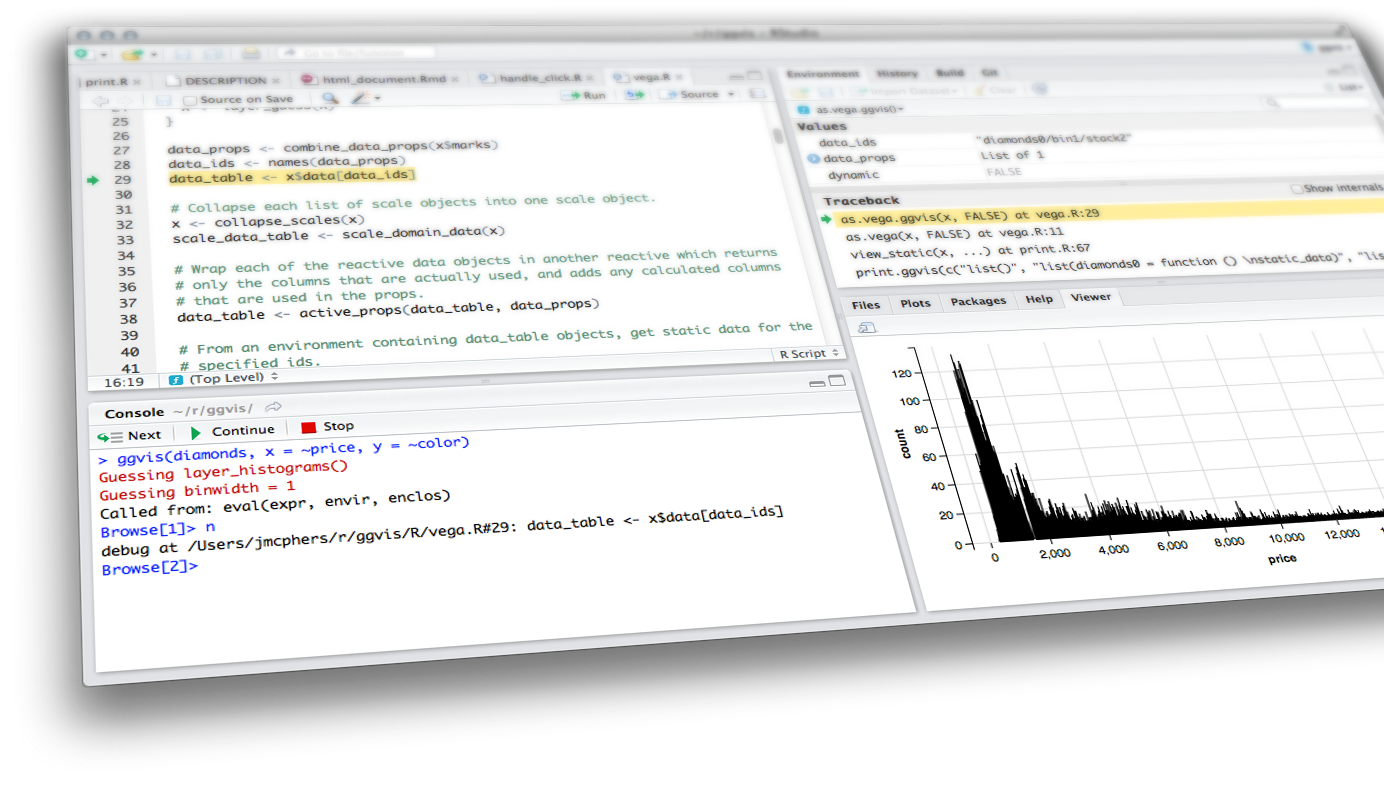 ~/r/ggvis - RStudio
Go to file/function
ggvis
print.R
DESCRIPTION
html_document.Rmd
handle_click.R
vega.R
Source on Save
Run
Source
25 }
26
27 data_props <- combine_data_props(x$marks)
28 data_ids <- names(data_props)
29 data_table <- x$data[data_ids]
30
31 # Collapse each list of scale objects into one scale object.
32 x <- collapse_scales(x)
33 scale_data_table <- scale_domain_data(x)
34
35 # Wrap each of the reactive data objects in another reactive which returns
36 # only the columns that are actually used, and adds any calculated columns
37 # that are used in the props.
38 data_table <- active_props(data_table, data_props)
39
40 # From an environment containing data_table objects, get static data for the
41 # specified ids.
16:19 (Top Level) R Script
Console ~/r/ggvis/
Next Continue Stop
> ggvis(diamonds, x = ~price, y = ~color)
Guessing layer_histograms()
Guessing binwidth = 1
Called from: eval(expr, envir, enclos)
Browse[1]> n
debug at /Users/jmcphers/r/ggvis/R/vega.R#29: data_table <- x$data[data_ids]
Browse[2]>
Environment History Build Git
Import Dataset Clear List
as.vega.ggvis()
Values
data_ids "diamonds0/bin1/stack2"
data_props List of 1
dynamic FALSE
Traceback Show internals
as.vega.ggvis(x, FALSE) at vega.R:29
as.vega(x, FALSE) at vega.R:11
view_static(x, ...) at print.R:67
print.ggvis(c("list()", "list(diamonds0 = function () \nstatic_data)", "lis
Files Plots Packages Help Viewer
120
100
80
60
40
20
0
count
0 2,000 4,000 6,000 8,000 10,000 12,000
price